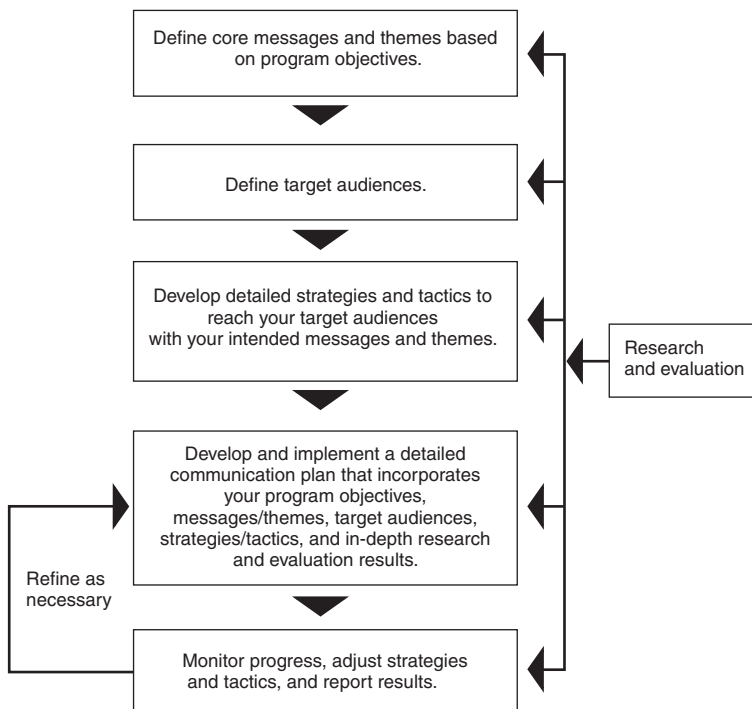 Define core messages and themes based
on program objectives.
Define target audiences.
Develop detailed strategies and tactics to
reach your target audiences
with your intended messages and themes.
Research
and evaluation
Develop and implement a detailed
communication plan that incorporates
your program objectives,
messages/themes, target audiences,
strategies/tactics, and in-depth research
and evaluation results.
Refine as
necessary
Monitor progress, adjust strategies
and tactics, and report results.